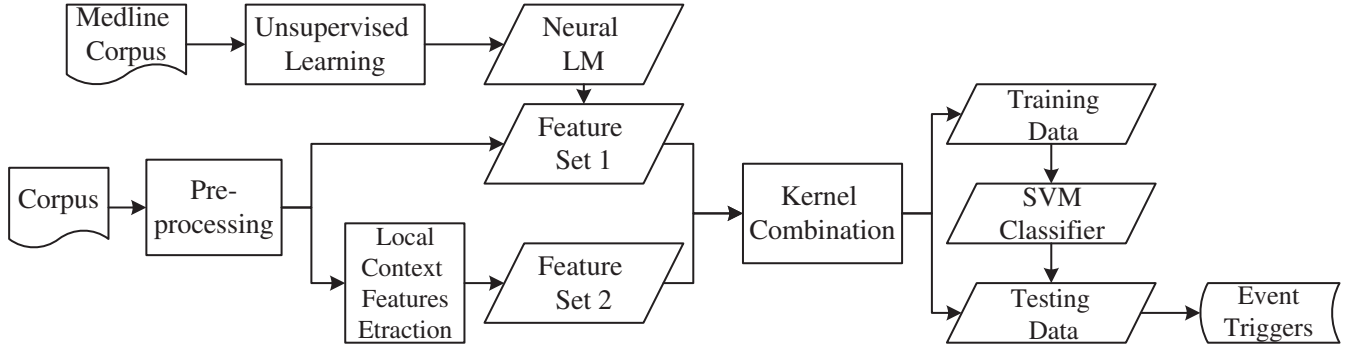 Medline
Corpus
Unsupervised
Learning
Neural
LM
Feature
Set 1
Corpus
Pre-
processing
Local
Context
Features
Etraction
Feature
Set 2
Kernel
Combination
Training
Data
SVM
Classifier
Testing
Data
Event
Triggers